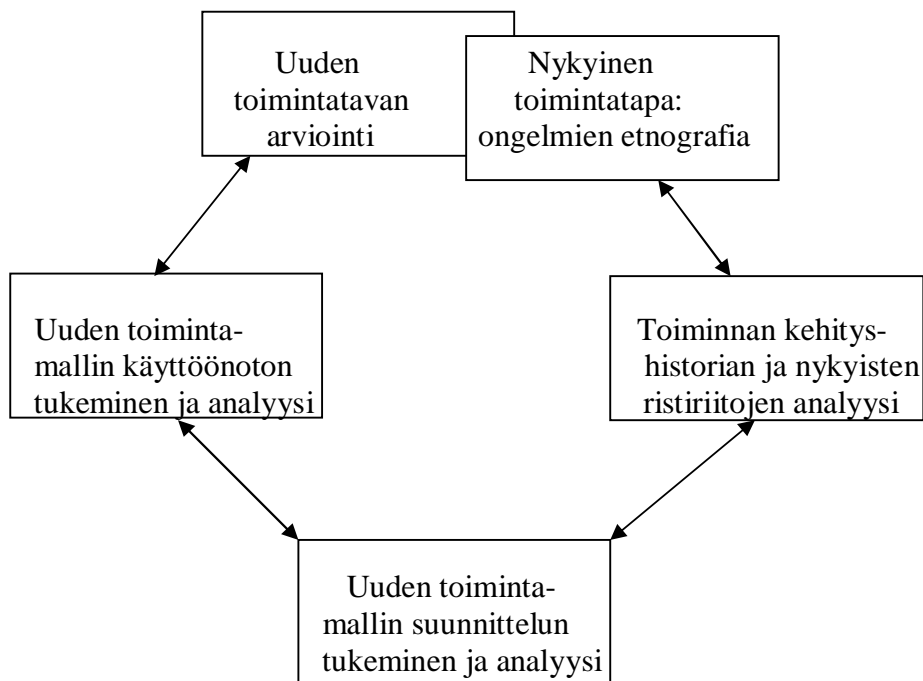 Uuden
toimintatavan
arviointi
Nykyinen
toimintatapa:
ongelmien etnografia
Uuden toiminta-
mallin käyttöönoton
tukeminen ja analyysi
Toiminnan kehitys-
historian ja nykyisten
ristiriitojen analyysi
Uuden toiminta-
mallin suunnittelun
tukeminen ja analyysi